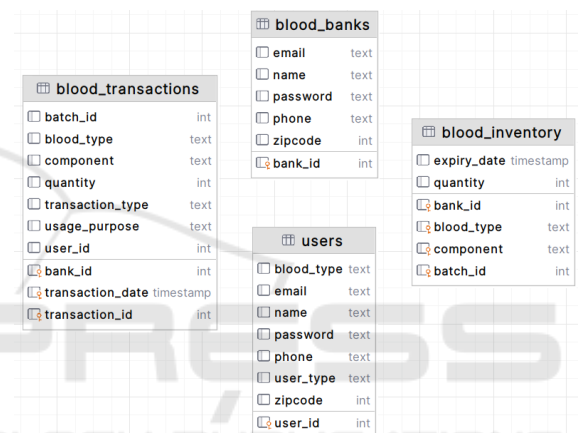 blood_banks
email text
name text
password text
phone text
zipcode int
bank_id int
blood_transactions
batch_id int
blood_type text
component text
quantity int
transaction_type text
usage_purpose text
user_id int
bank_id int
transaction_date timestamp
transaction_id int
blood_inventory
expiry_date timestamp
quantity int
bank_id int
blood_type text
component text
batch_id int
users
blood_type text
email text
name text
password text
phone text
user_type text
zipcode int
user_id int
PRESS